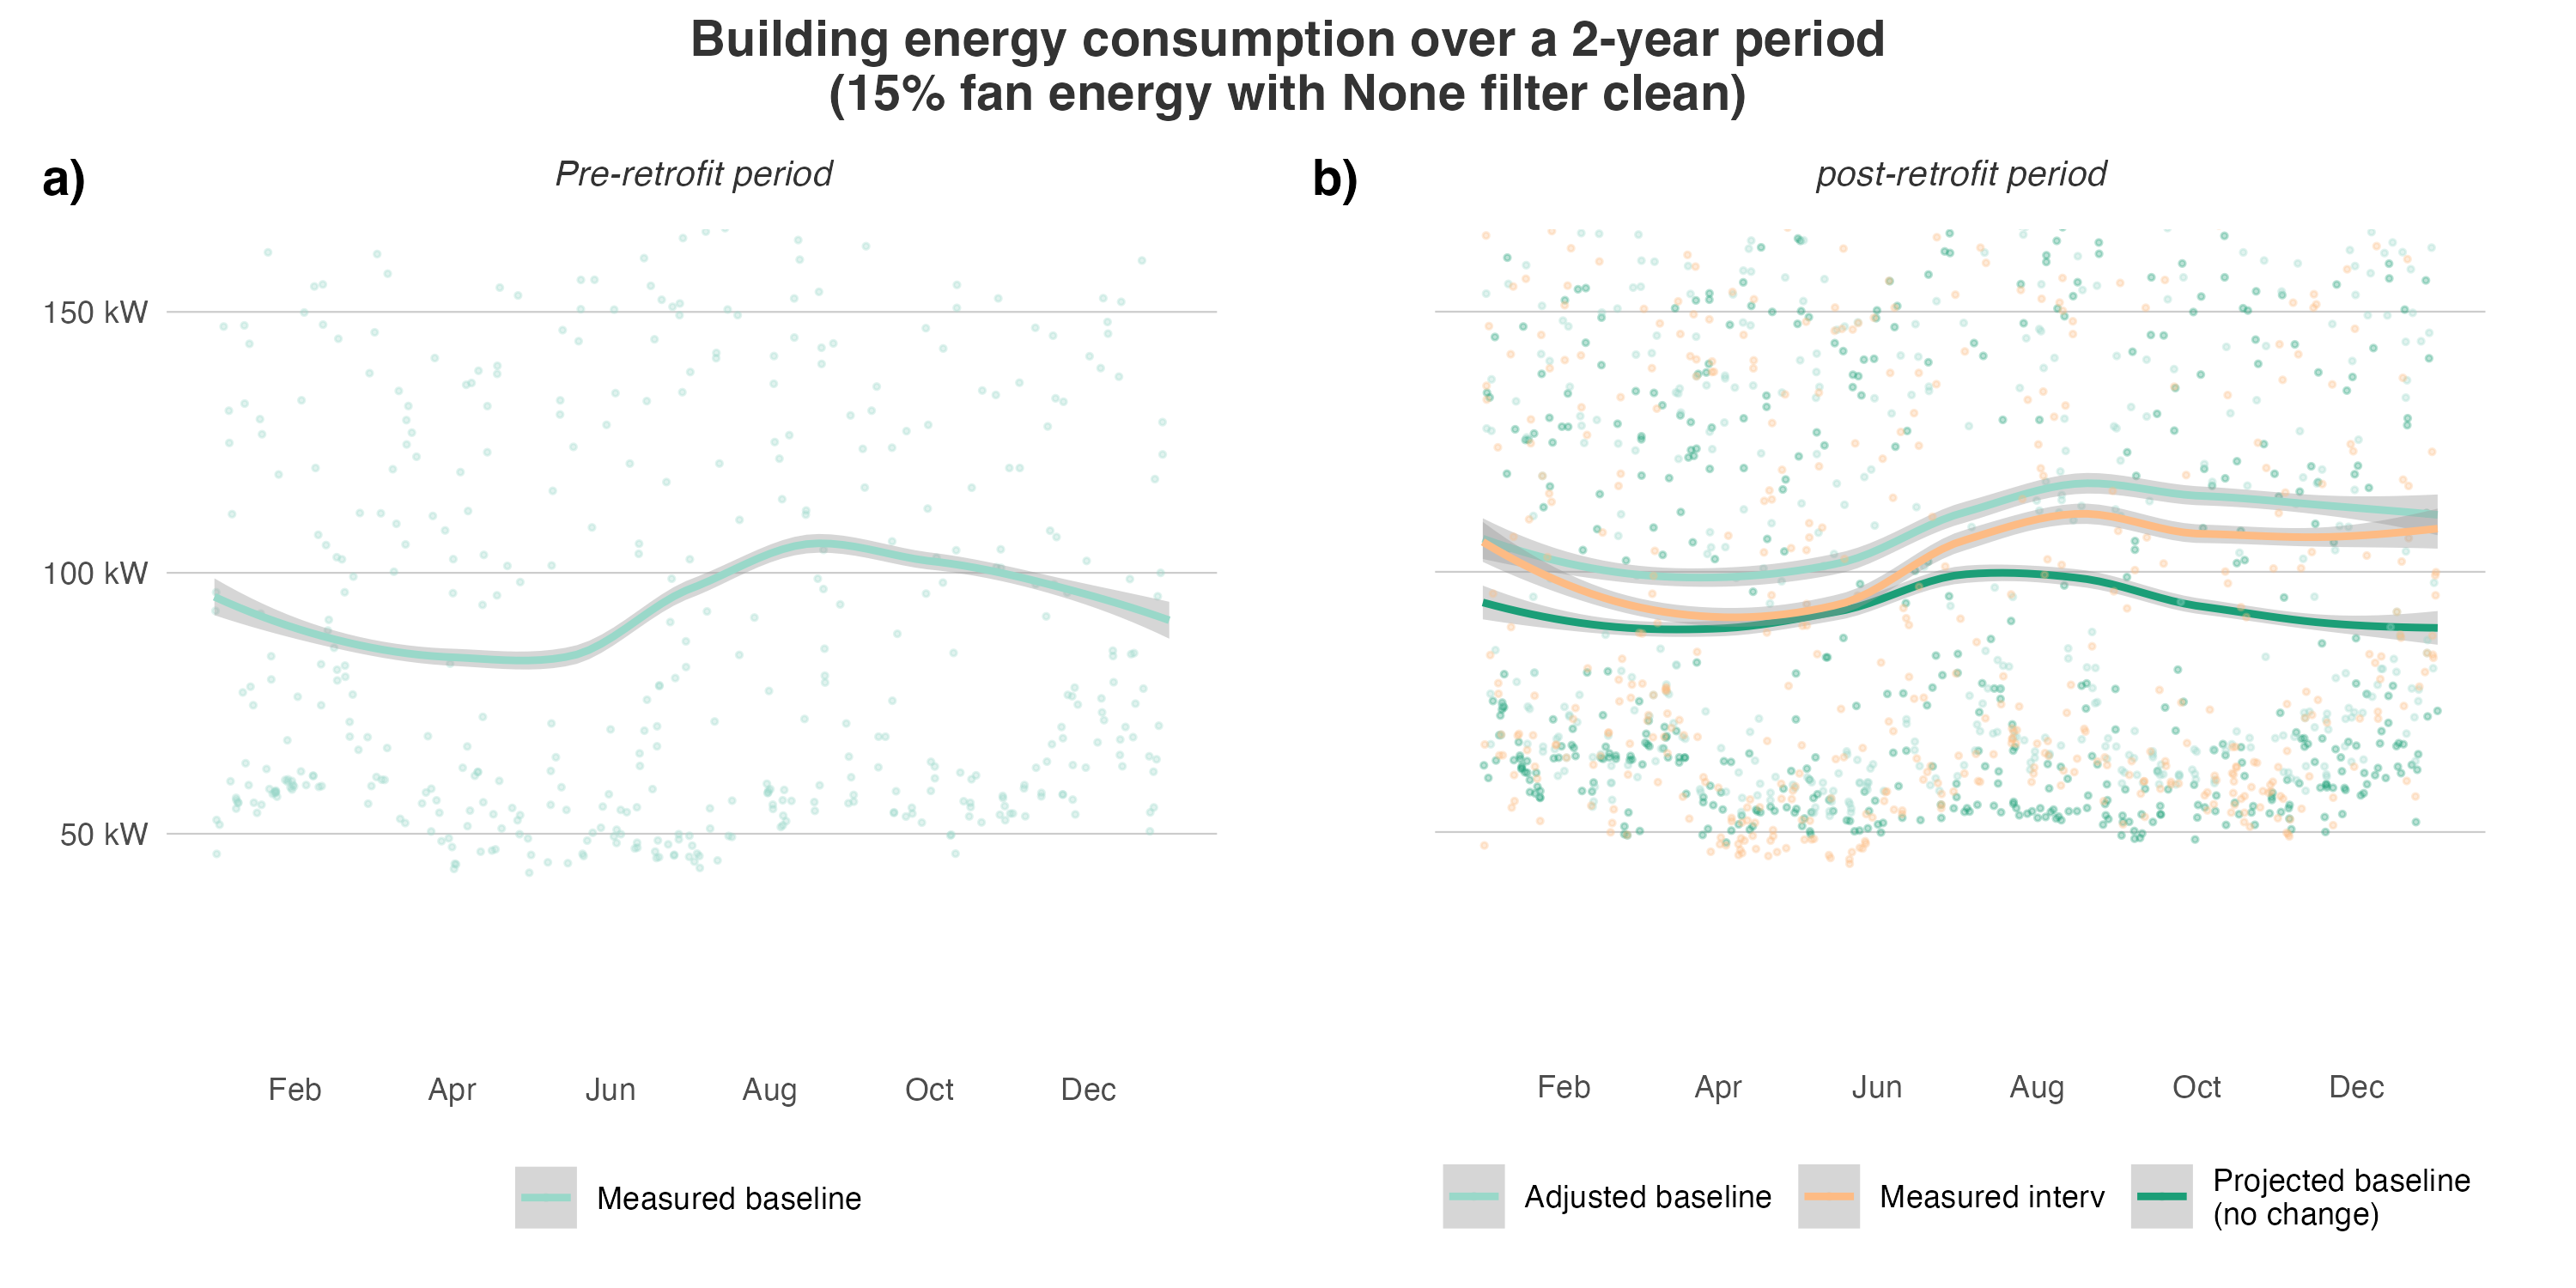 Building energy consumption over a 2-year period
(15% fan energy with None filter clean)
a)
Pre-retrofit period
150 kW
100 kW
50 kW
Feb Apr Jun Aug Oct Dec
Measured baseline
b)
post-retrofit period
Feb Apr Jun Aug Oct Dec
Adjusted baseline
Measured interv
Projected baseline
(no change)